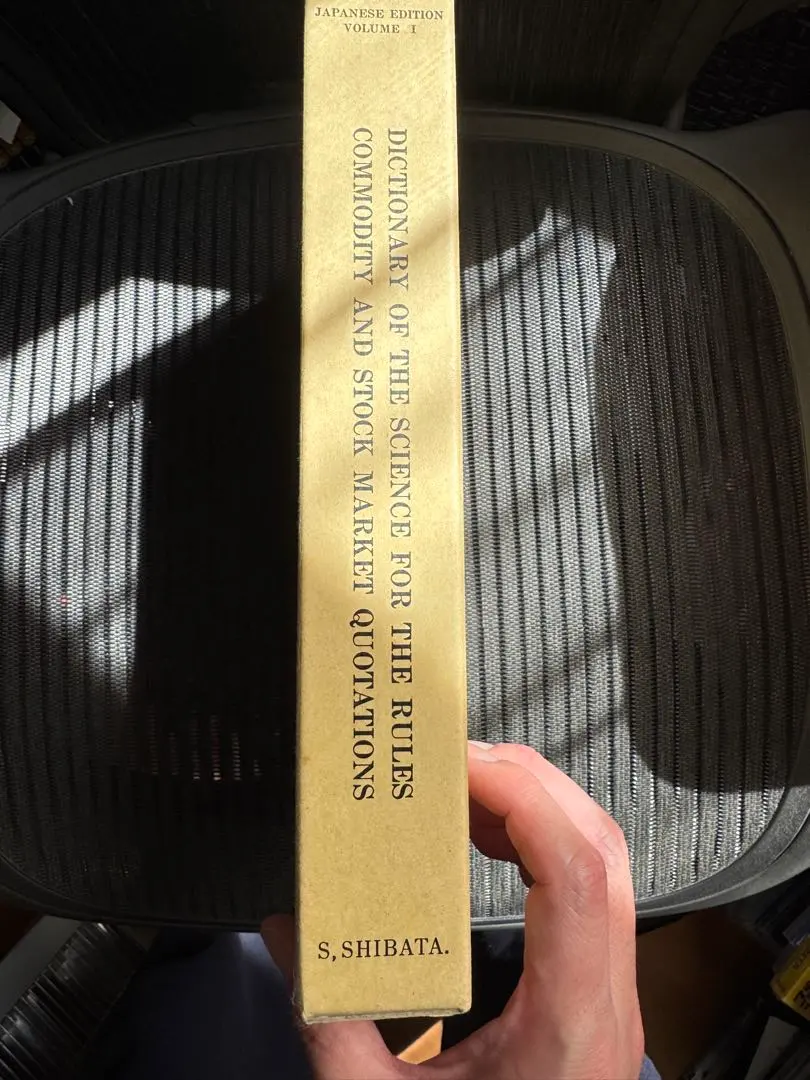 JAPANESE EDITION
VOLUME I
DICTIONARY OF THE SCIENCE FOR THE RULES
COMMODITY AND STOCK MARKET QUOTATIONS
S, SHIBATA.